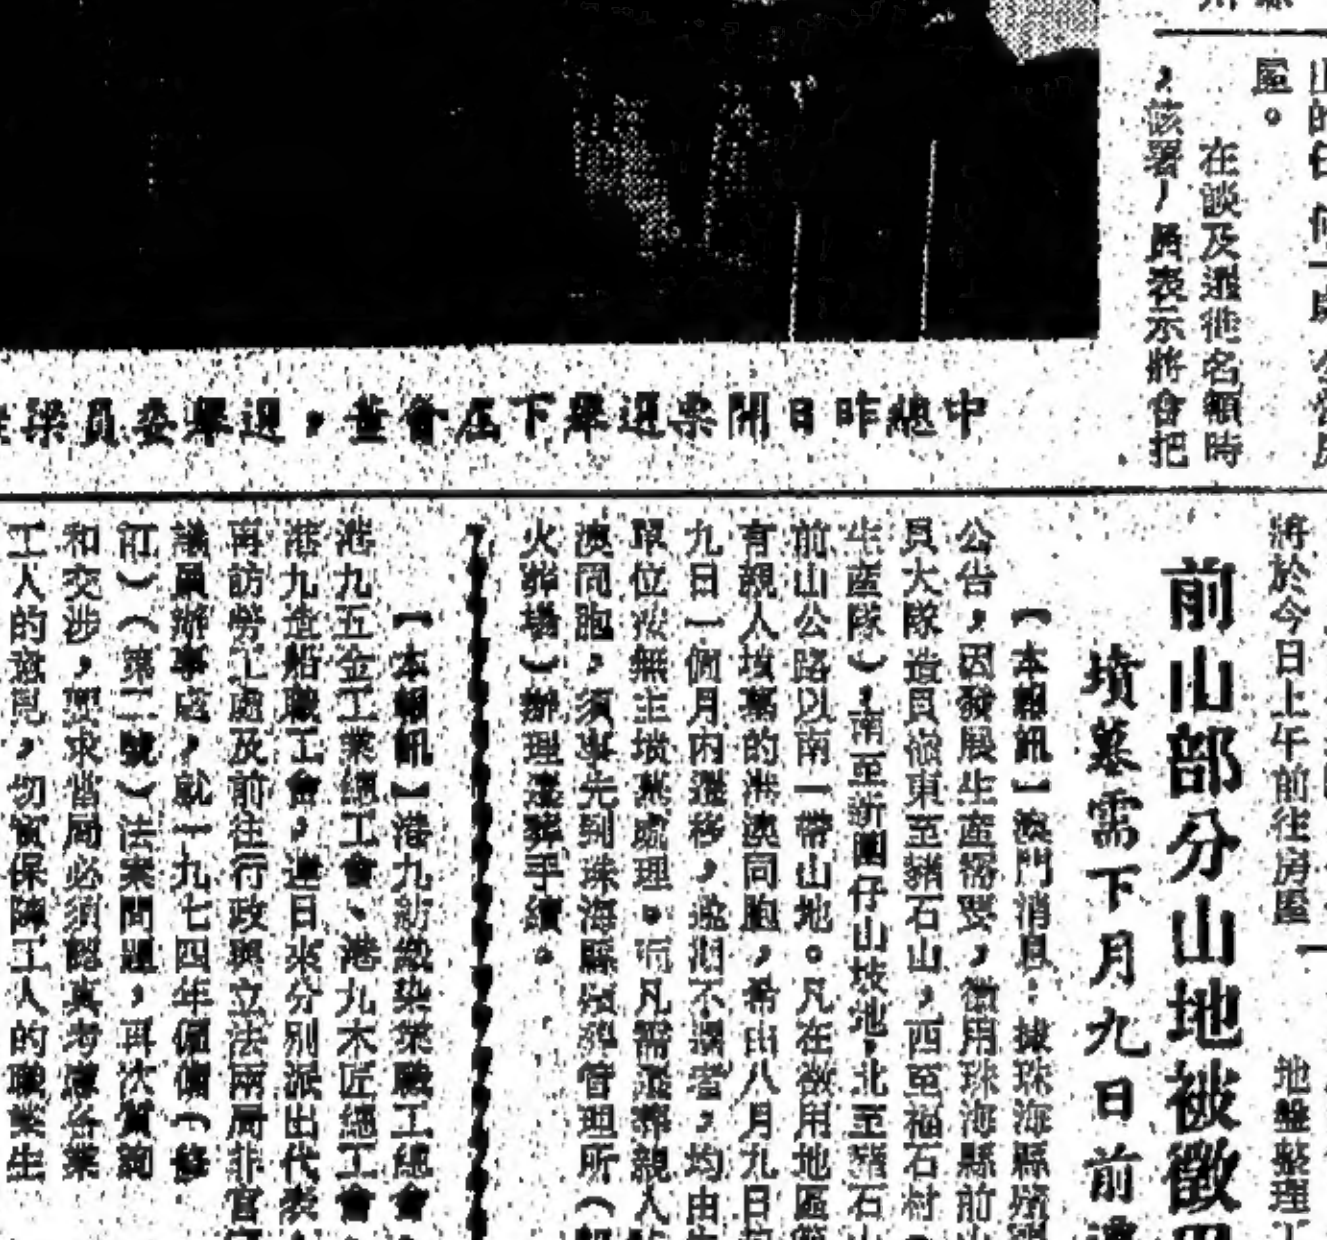 屋。
在談及遷徙名額時
，該署人員表示將會把
中總昨日開票選舉下屆會董，選舉委員梁
將於今日上午前往房屋
地盤整理工
前山部分山地被徵用
墳墓需下月九日前遷
【本報訊】澳門消息：據珠海縣殯
公告，因發展生產需要，徵用珠海縣前山
員大隊造貝
東至豬石山，西至福石村
生產隊），南至新圍仔山坡地，北至豬石山
前山公路以南一帶山地。凡在徵用地區範
有親人墳墓的港澳同胞，希由八月九日
九日一個月內遷移，逾期不遷者，均由
單位按無主墳墓處理。而凡需遷葬親人
澳同胞，須事先到珠海縣殯葬管理所（
火葬場）辦理遷葬手續。
【本報訊】港九紡織染業職工總會
港九五金工業總工會、港九木匠總工會
港九造船職工會，連日來分別派出代表
再訪勞工處及前往行政與立法兩局非官
議員辦事處，就一九七四年僱傭（修
訂）（第二號）法案問題，再次質詢
和交涉，要求當局必須認真考慮各業
工人的意見，切實保障工人的職業生